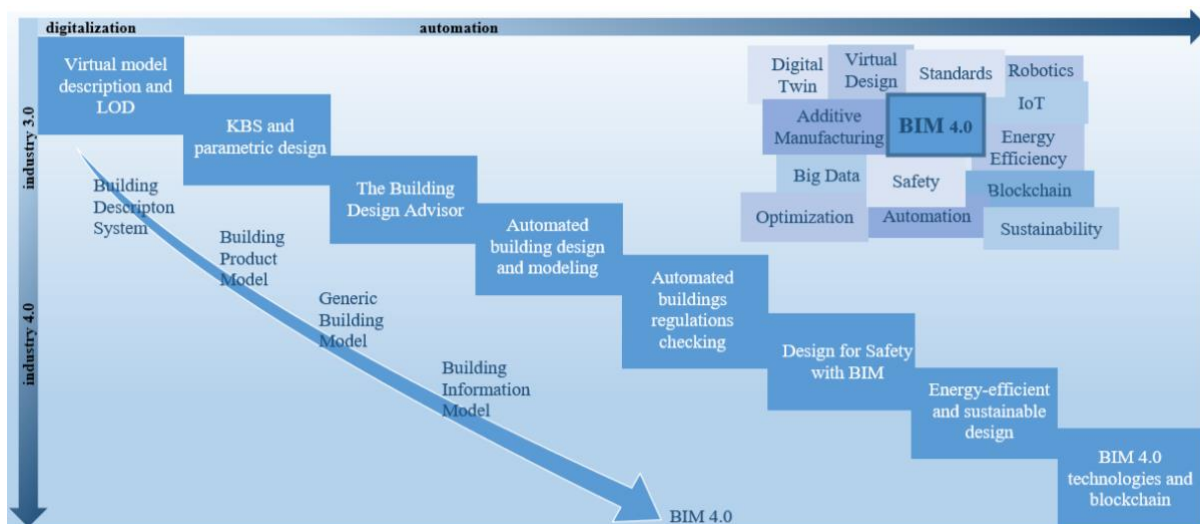 digitalization
automation
industry 3.0
industry 4.0
Virtual model
description and
LOD
KBS and
parametric design
The Building
Design Advisor
Automated
building design
and modeling
Automated
buildings
regulations
checking
Design for Safety
with BIM
Energy-efficient
and sustainable
design
BIM 4.0
technologies and
blockchain
Building
Descripton
System
Building
Product
Model
Generic
Building
Model
Building
Information
Model
BIM 4.0
Digital
Twin
Virtual
Design
Standards
Robotics
IoT
Additive
Manufacturing
BIM 4.0
Energy
Efficiency
Big Data
Safety
Blockchain
Optimization
Automation
Sustainability